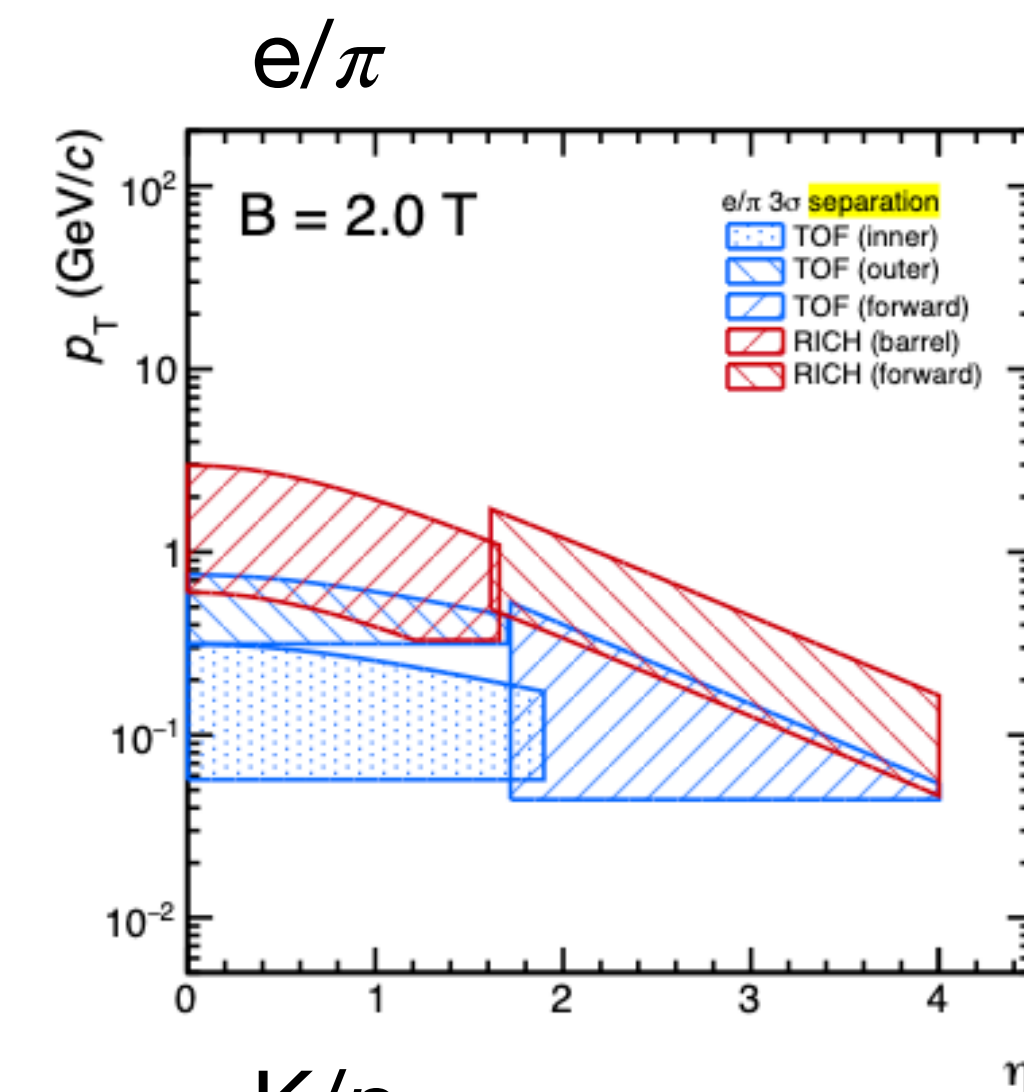 e/π
p_T (GeV/c)
10²
10
1
10⁻¹
10⁻²
B = 2.0 T
e/π 3σ separation
TOF (inner)
TOF (outer)
TOF (forward)
RICH (barrel)
RICH (forward)
0 1 2 3 4